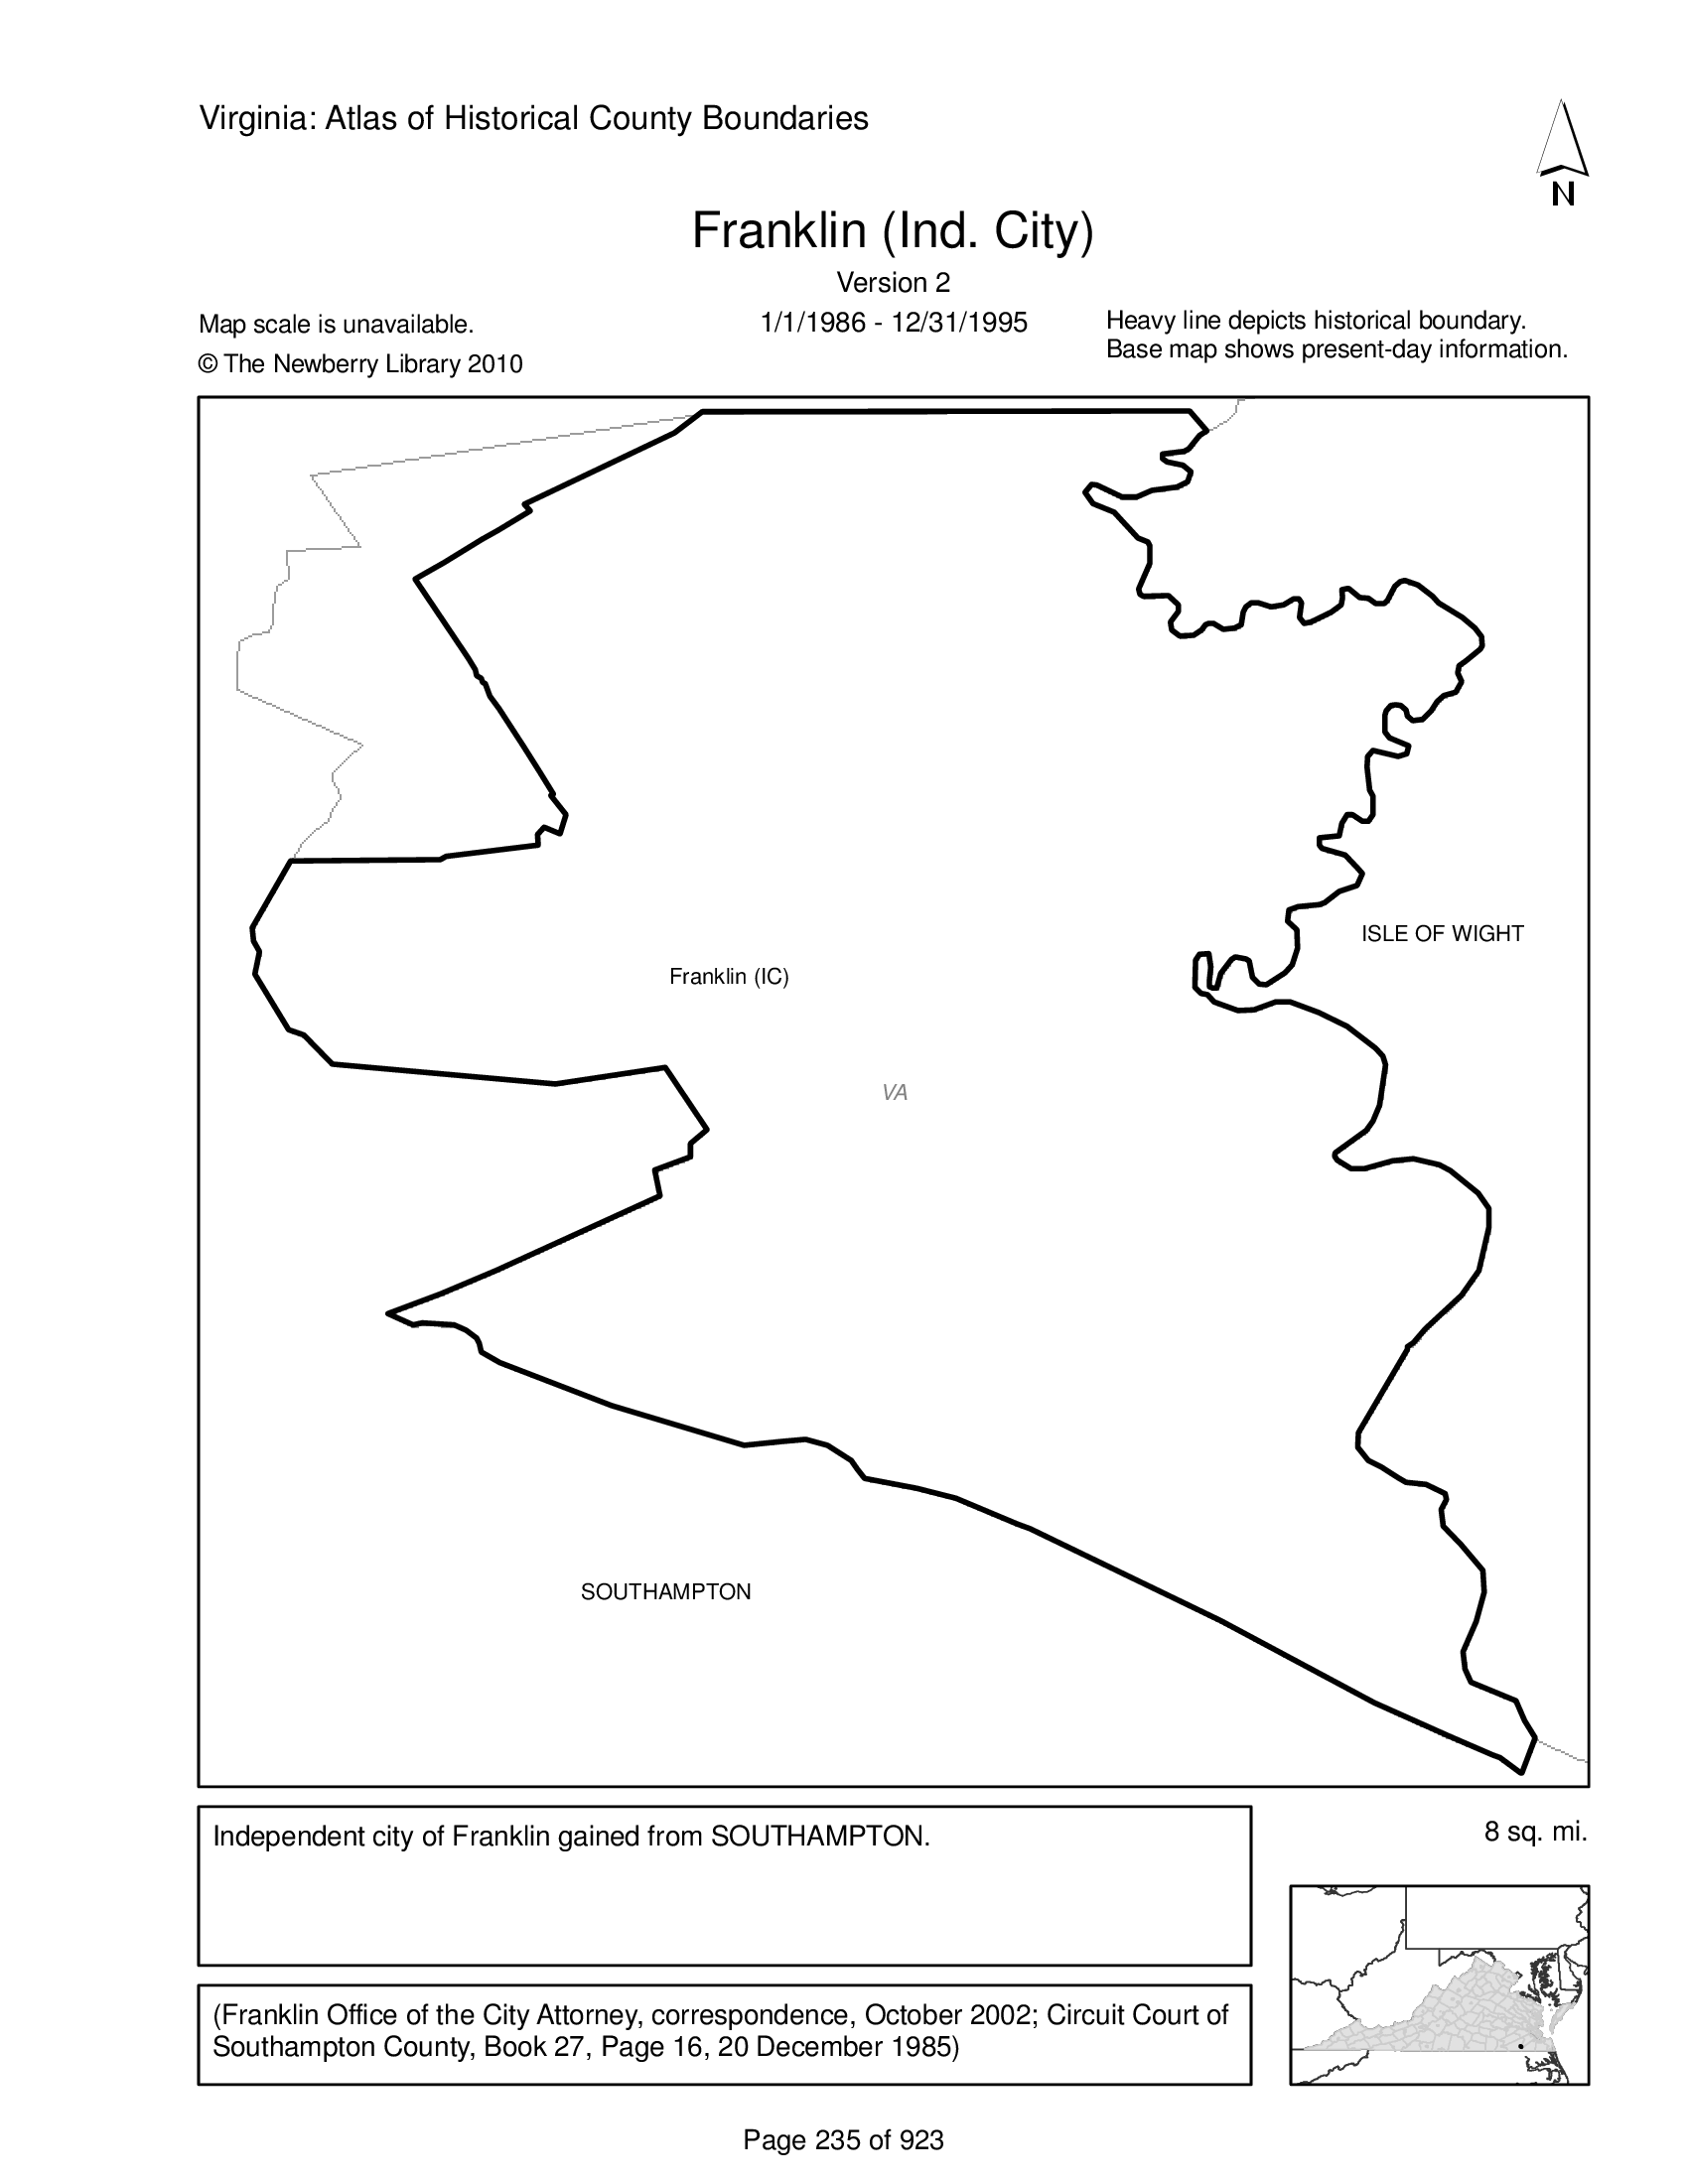 Virginia: Atlas of Historical County Boundaries
N
Franklin (Ind. City)
Version 2
Map scale is unavailable.
1/1/1986 - 12/31/1995
Heavy line depicts historical boundary.
© The Newberry Library 2010
Base map shows present-day information.
ISLE OF WIGHT
Franklin (IC)
VA
SOUTHAMPTON
Independent city of Franklin gained from SOUTHAMPTON.
8 sq. mi.
(Franklin Office of the City Attorney, correspondence, October 2002; Circuit Court of
Southampton County, Book 27, Page 16, 20 December 1985)
Page 235 of 923